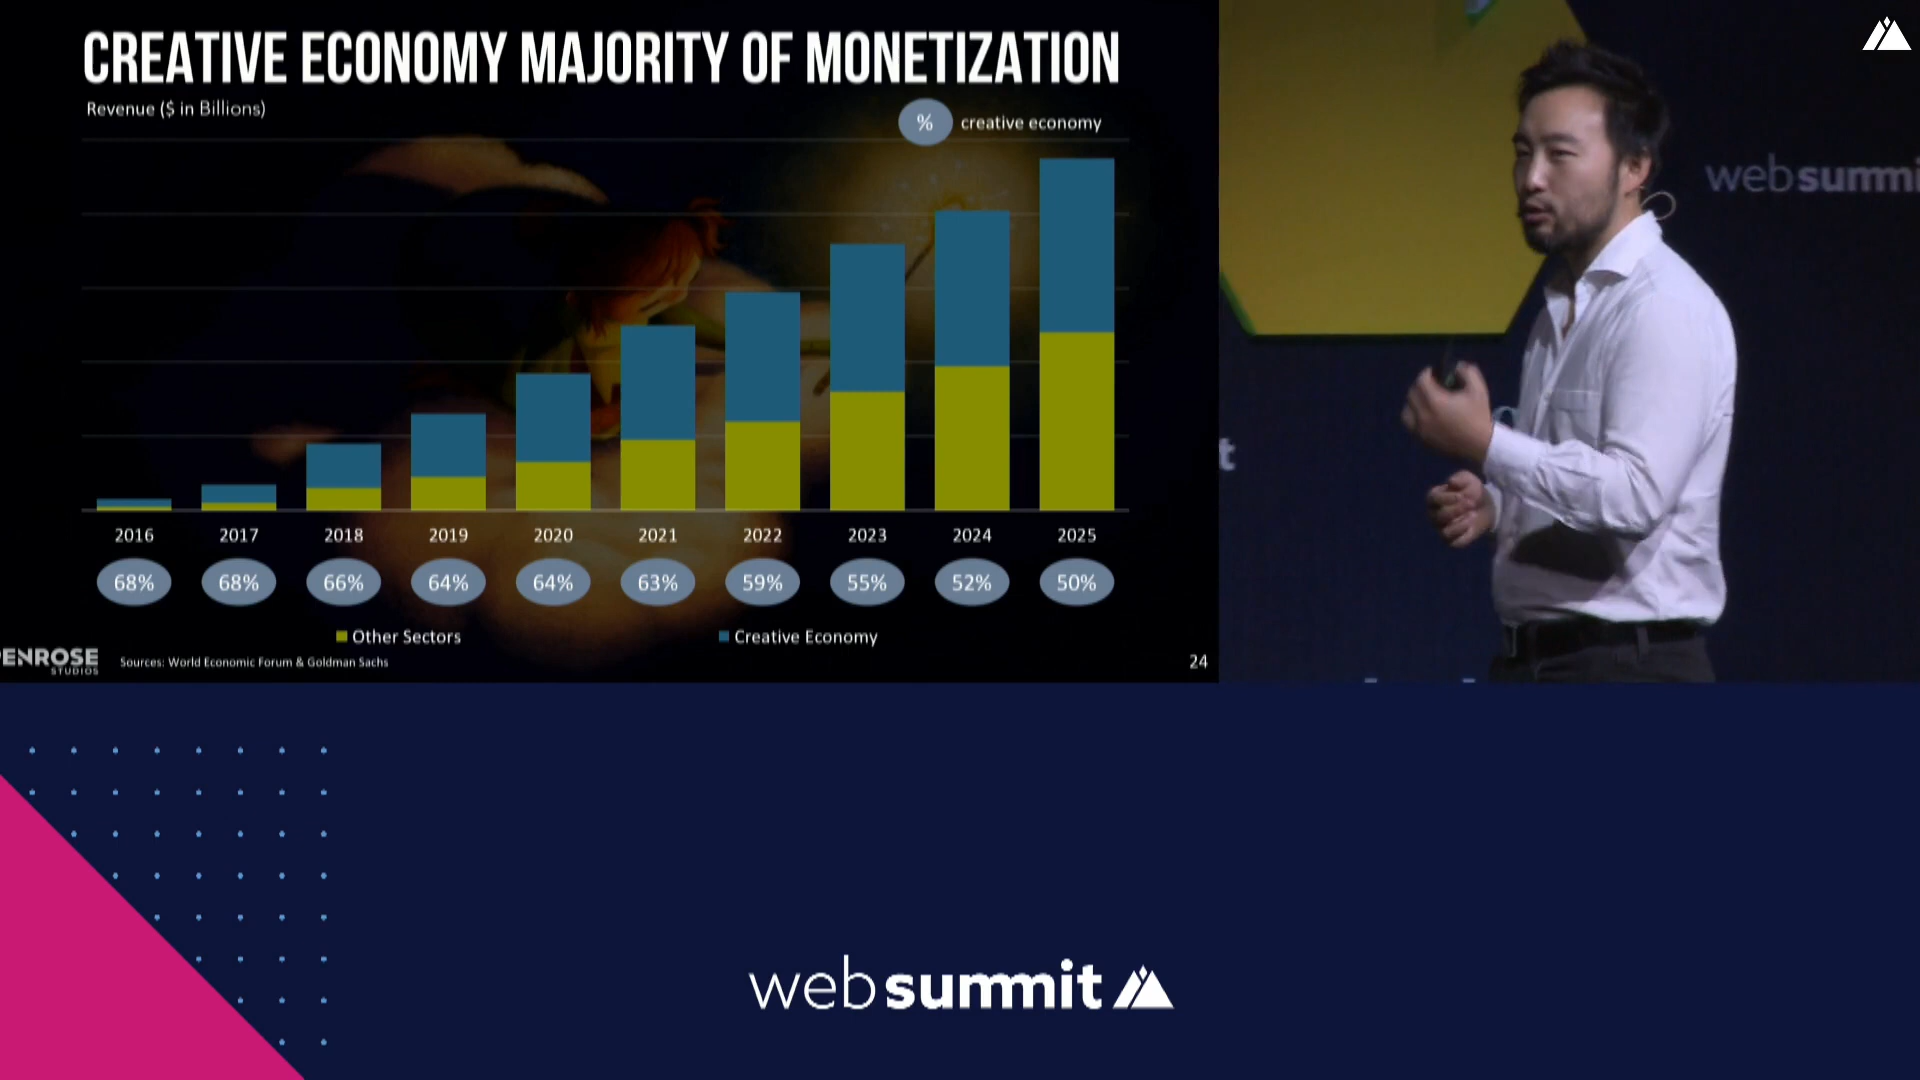 CREATIVE ECONOMY MAJORITY OF MONETIZATION
Revenue ($ in Billions)
% creative economy
2016 2017 2018 2019 2020 2021 2022 2023 2024 2025
68% 68% 66% 64% 64% 63% 59% 55% 52% 50%
Other Sectors Creative Economy
ENROSE
STUDIOS
Sources: World Economic Forum & Goldman Sachs
24
websummi
t
websummit